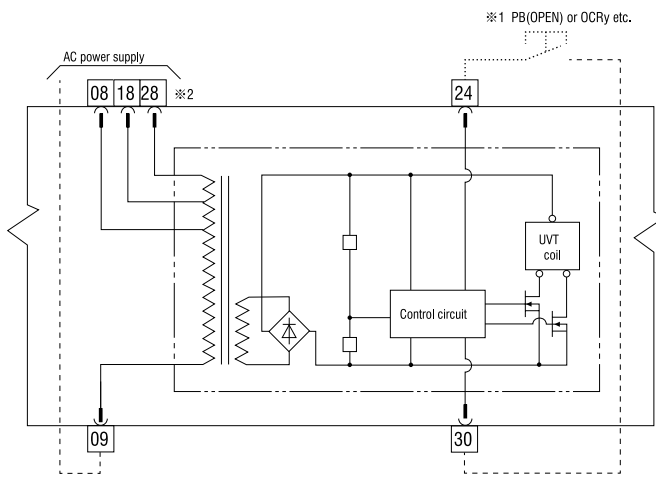 ※1 PB(OPEN) or OCRy etc.
AC power supply
08 18 28 ※2
24
UVT
coil
Control circuit
09
30